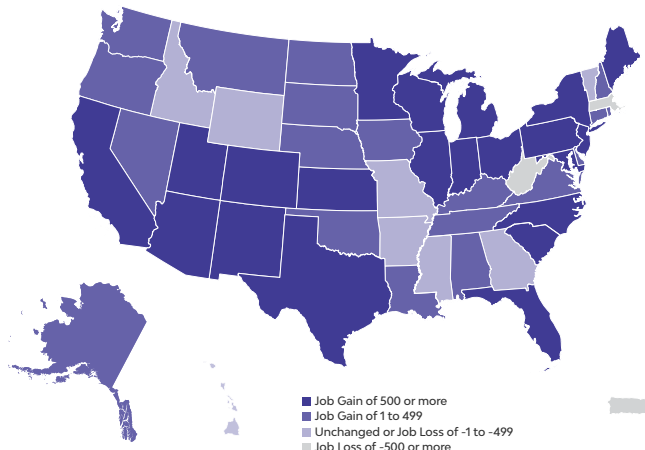 Job Gain of 500 or more
Job Gain of 1 to 499
Unchanged or Job Loss of -1 to -499
Job Loss of -500 or more